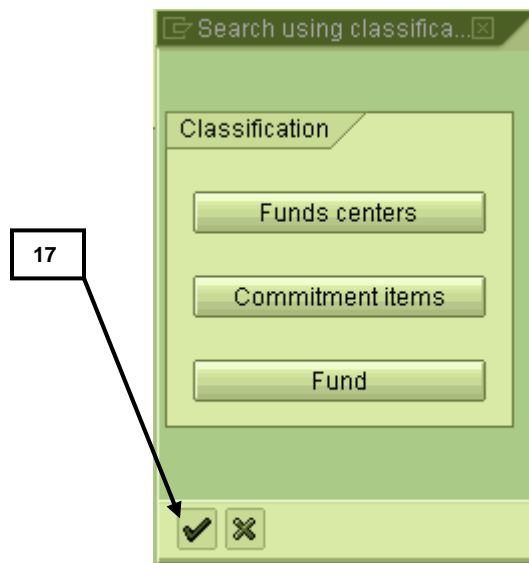 Search using classifica...
Classification
Funds centers
17
Commitment items
Fund